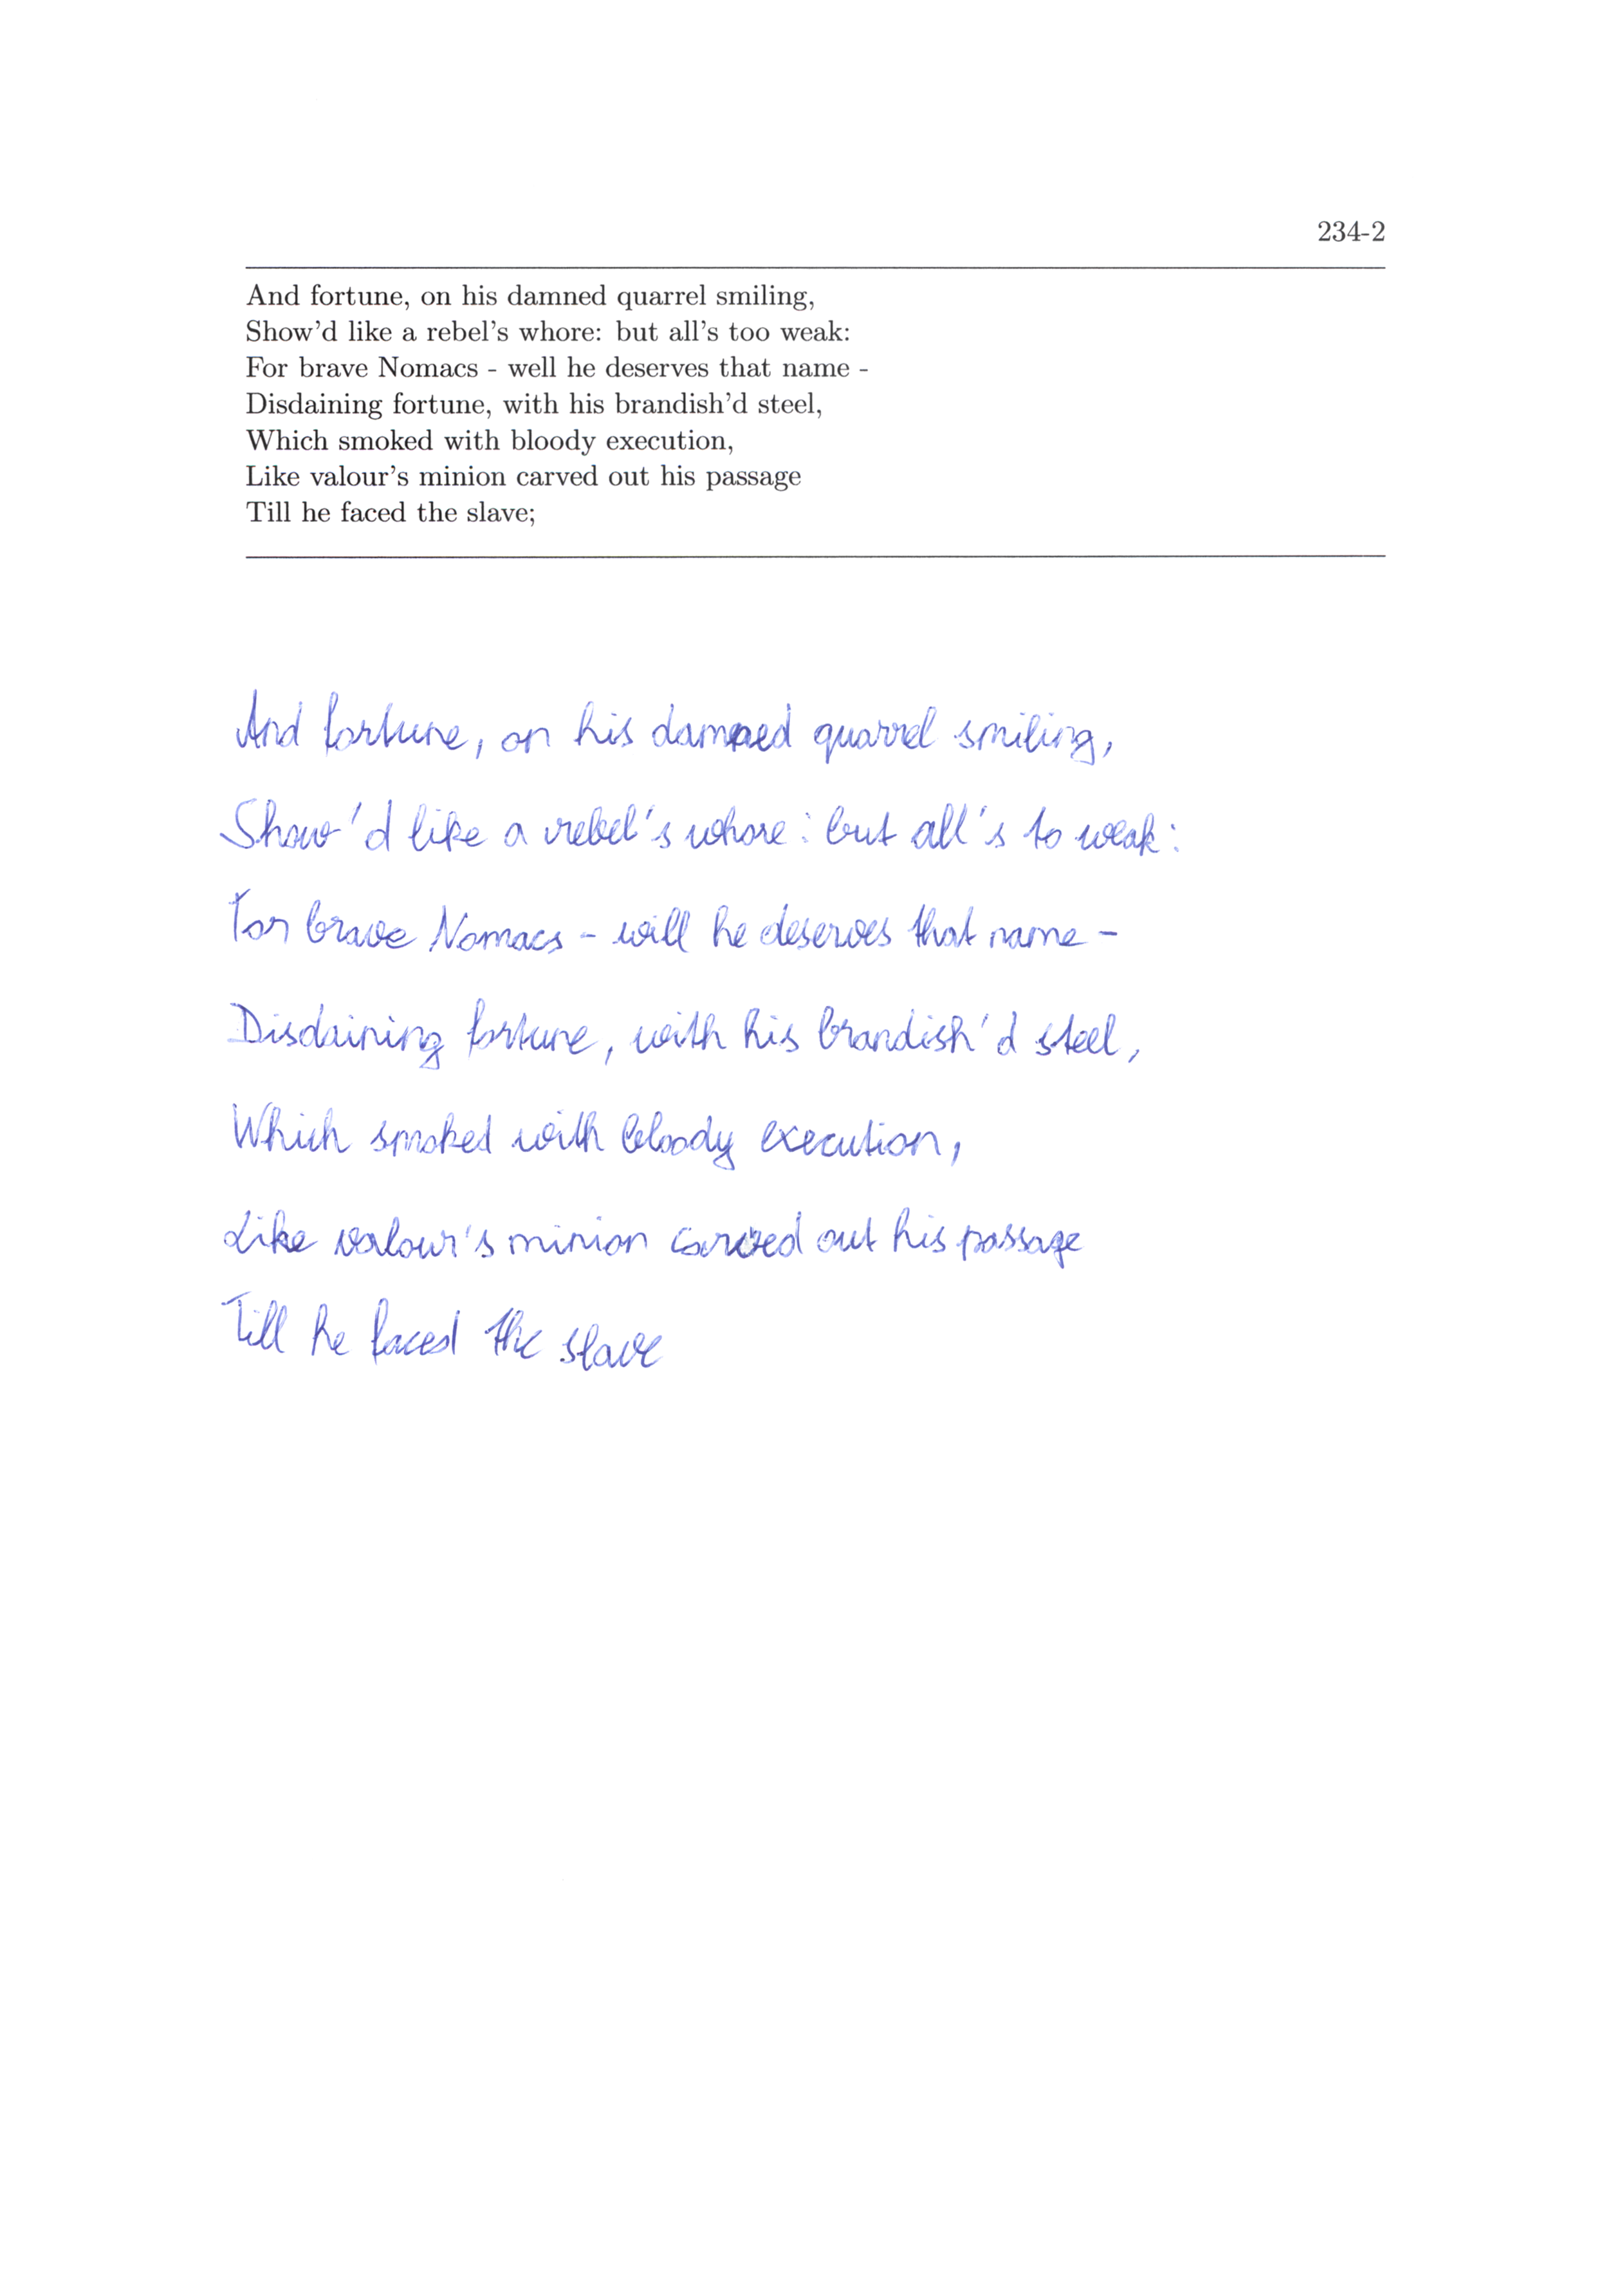 234-2
And fortune, on his damned quarrel smiling,
Show'd like a rebel's whore: but all's too weak:
For brave Nomacs - well he deserves that name -
Disdaining fortune, with his brandish'd steel,
Which smoked with bloody execution,
Like valour's minion carved out his passage
Till he faced the slave;
And fortune, on his damned quarrel smiling,
Show'd like a rebel's whore: but all's to weak:
For brave Nomacs - will he deserves that name -
Disdaining fortune, with his brandish'd steel,
Which smoked with bloody execution,
Like valour's minion carved out his passage
Till he faced the slave